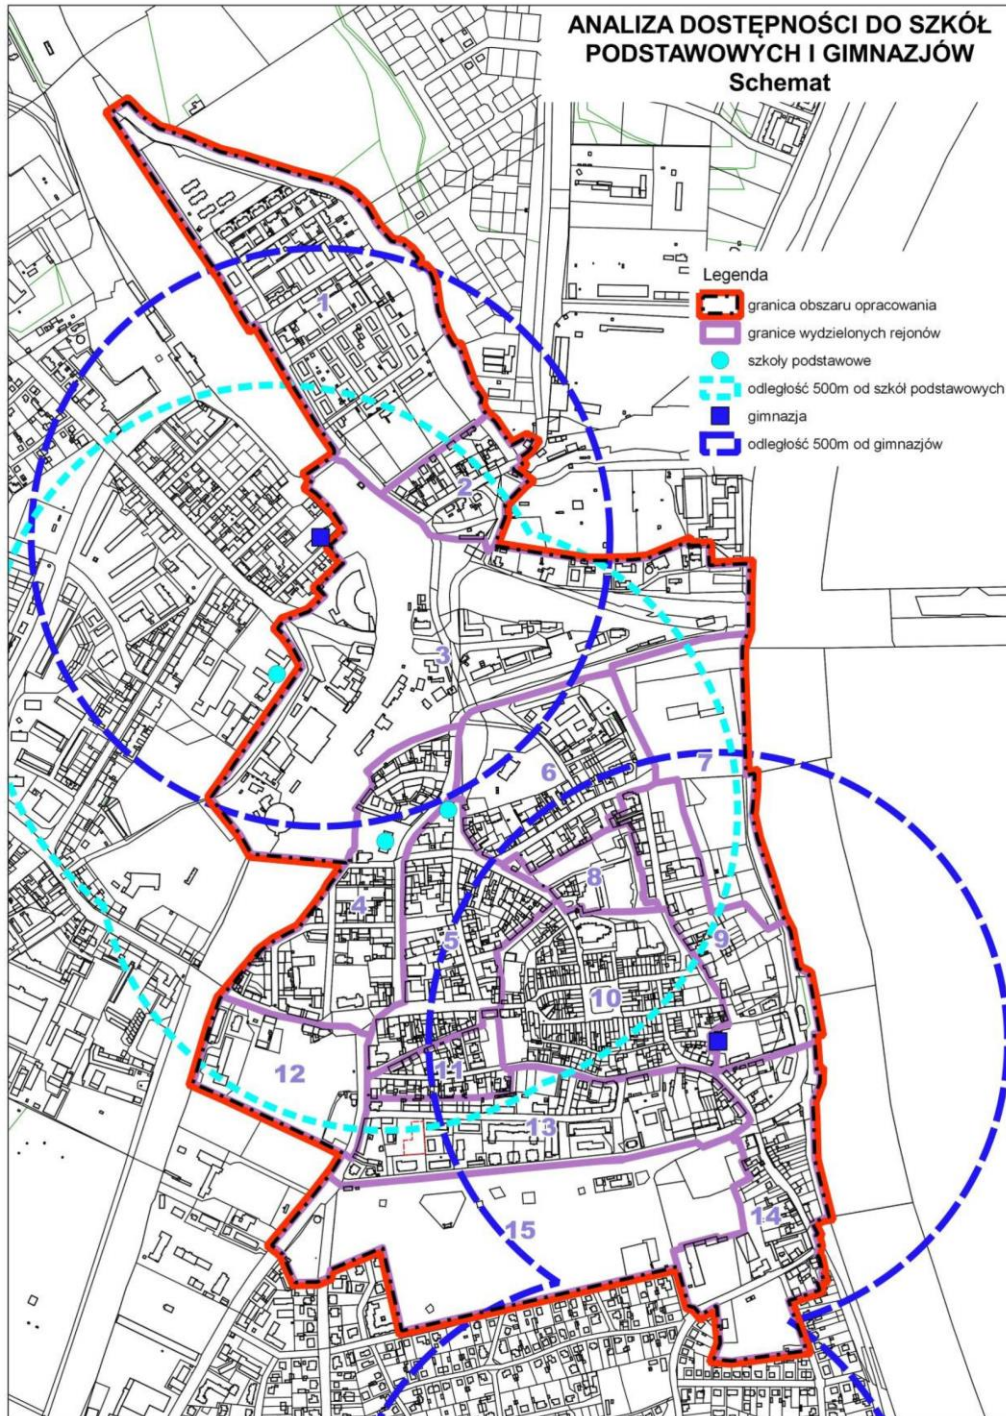 ANALIZA DOSTĘPNOŚCI DO SZKÓŁ
PODSTAWOWYCH I GIMNAZJÓW
Schemat
Legenda
granica obszaru opracowania
granice wydzielonych rejonów
szkoły podstawowe
odległość 500m od szkół podstawowych
gimnazja
odległość 500m od gimnazjów
1
2
3
6
7
8
4
5
9
10
11
12
13
14
15